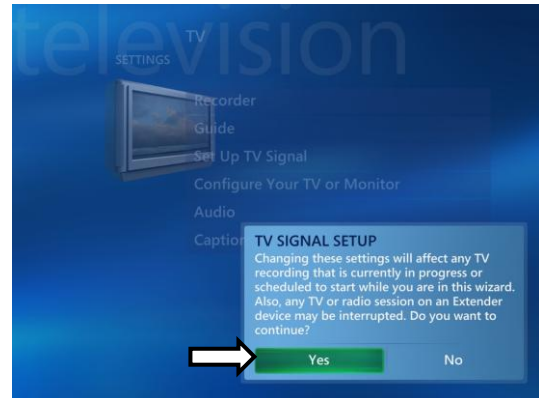 television
TV
SETTINGS
Recorder
Guide
Set Up TV Signal
Configure Your TV or Monitor
Audio
Caption
TV SIGNAL SETUP
Changing these settings will affect any TV
recording that is currently in progress or
scheduled to start while you are in this wizard.
Also, any TV or radio session on an Extender
device may be interrupted. Do you want to
continue?
Yes No